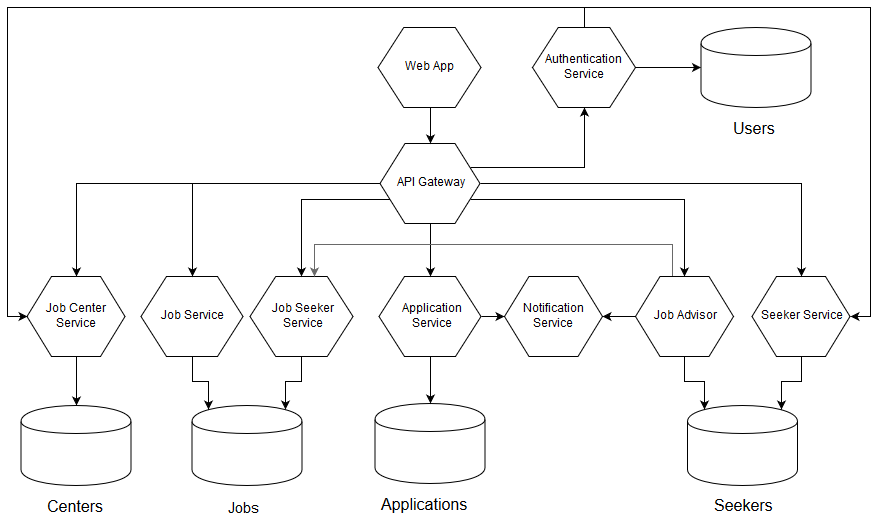 Web App
Authentication
Service
Users
API Gateway
Job Center
Service
Job Service
Job Seeker
Service
Application
Service
Notification
Service
Job Advisor
Seeker Service
Centers
Jobs
Applications
Seekers